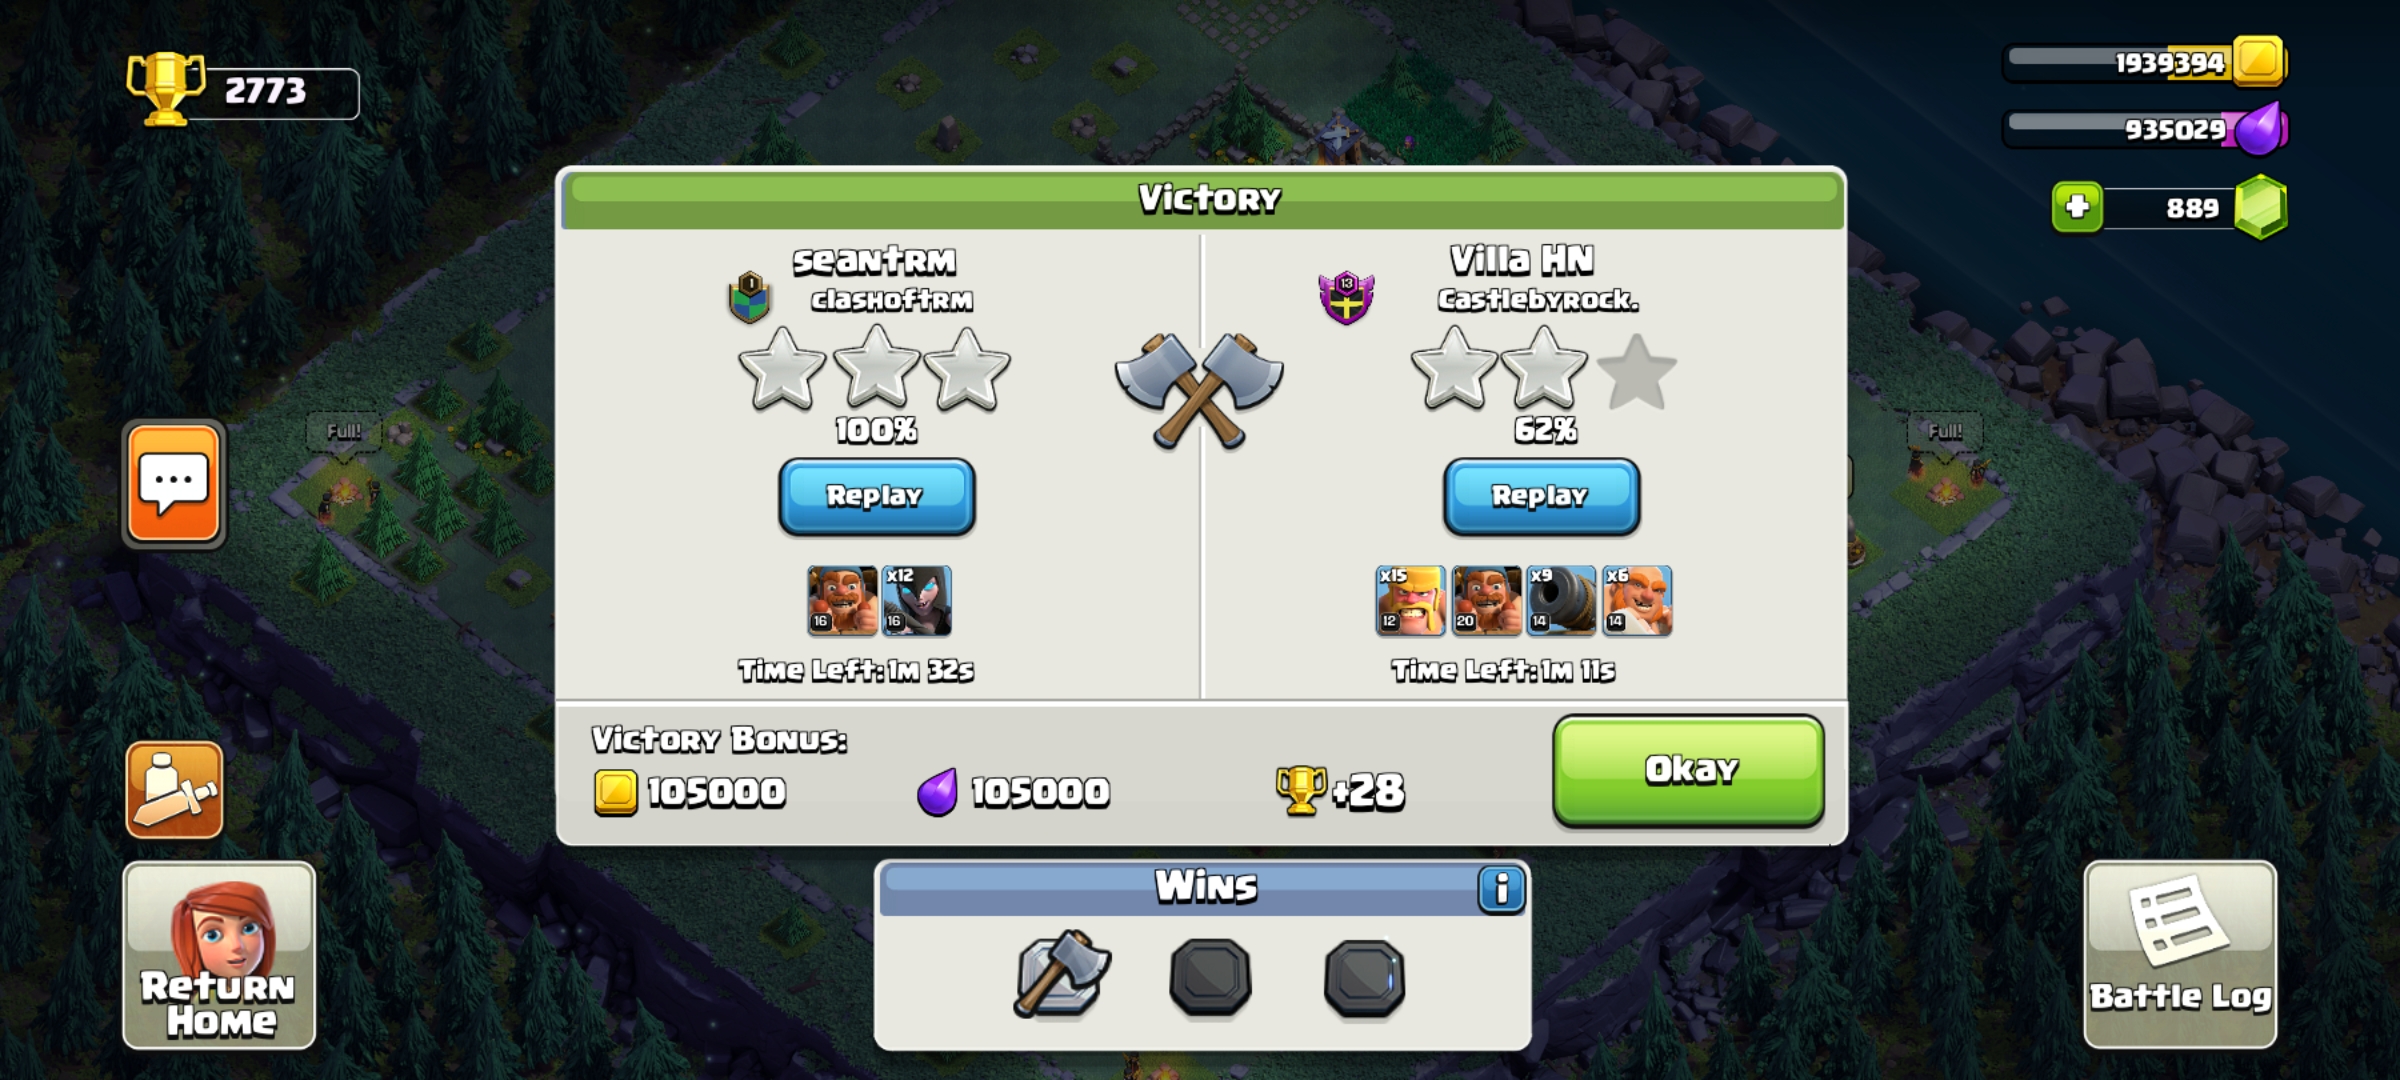 2773
1939394
935029
889
Victory
seantrm
clashoftrm
1
100%
Replay
16
x12
16
Time Left:1m 32s
Villa HN
Castlebyrock.
13
62%
Replay
x15
12
20
x9
14
x6
14
Time Left:1m 11s
Full!
Full!
Victory Bonus:
105000
105000
+28
Okay
Wins
i
Return
Home
Battle Log